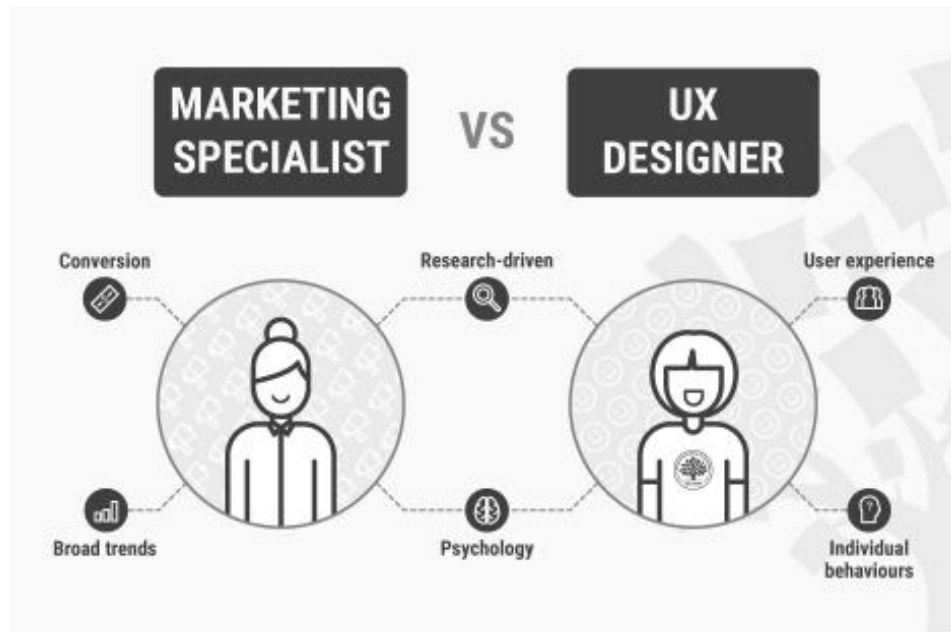 MARKETING
SPECIALIST
VS
UX
DESIGNER
Conversion
Research-driven
User experience
Broad trends
Psychology
Individual
behaviours